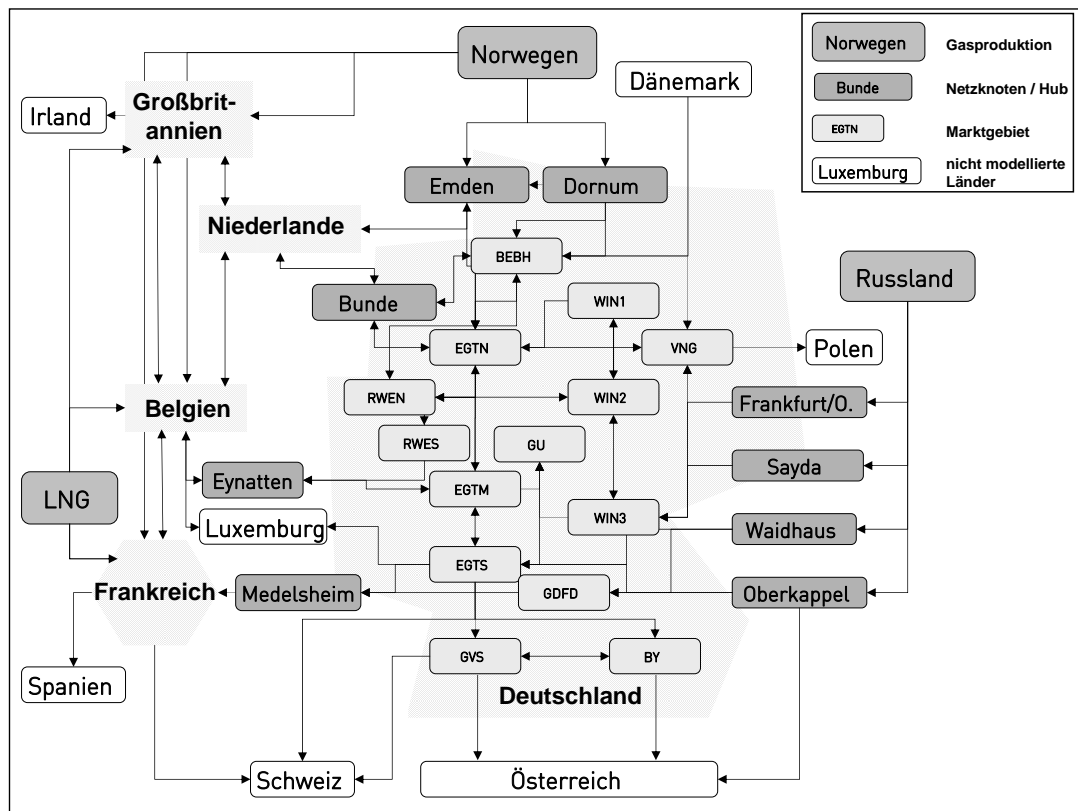 Norwegen
Dänemark
Großbrit-
annien
Irland
Norwegen
Gasproduktion
Bunde
Netzknoten / Hub
EGTN
Marktgebiet
Luxemburg
nicht modellierte
Länder
Emden
Dornum
Niederlande
BEBH
Russland
Bunde
WIN1
EGTN
VNG
Polen
RWEN
WIN2
Frankfurt/O.
Belgien
RWES
GU
Sayda
Eynatten
LNG
EGTM
WIN3
Luxemburg
Waidhaus
EGTS
Frankreich
Medelsheim
GDFD
Oberkappel
Spanien
GVS
BY
Deutschland
Schweiz
Österreich